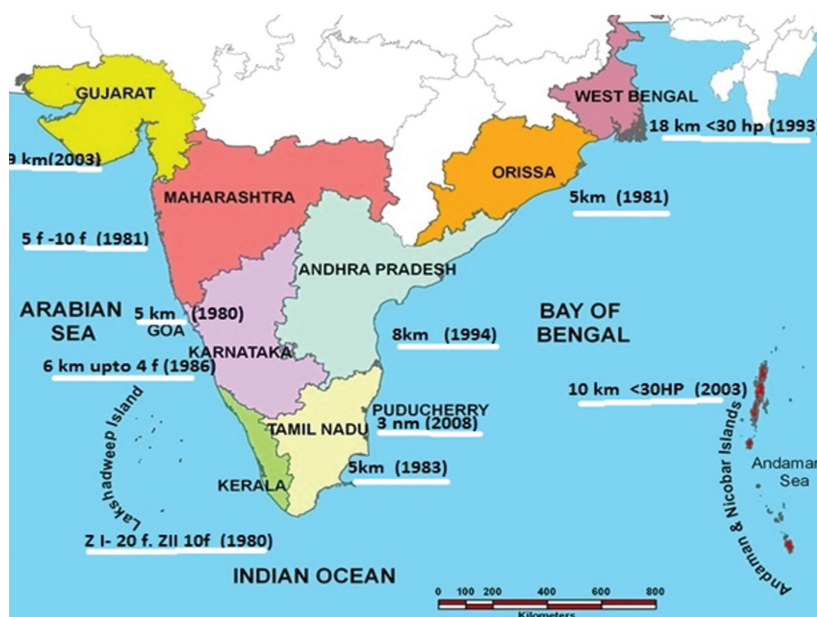 GUJARAT
WEST BENGAL
18 km <30 hp (1993)
9 km(2003)
ORISSA
MAHARASHTRA
5km (1981)
5 f -10 f (1981)
ANDHRA PRADESH
ARABIAN
SEA
5 km (1980)
GOA
BAY OF
BENGAL
8km (1994)
KARNATAKA
6 km upto 4 f (1986)
10 km <30HP (2003)
Lakshadweep Island
PUDUCHERRY
TAMIL NADU
3 nm (2008)
5km (1983)
KERALA
Andaman
Sea
Andaman & Nicobar Islands
Z I- 20 f. ZII 10f (1980)
INDIAN OCEAN
0 100 200 400 600 800
Kilometers